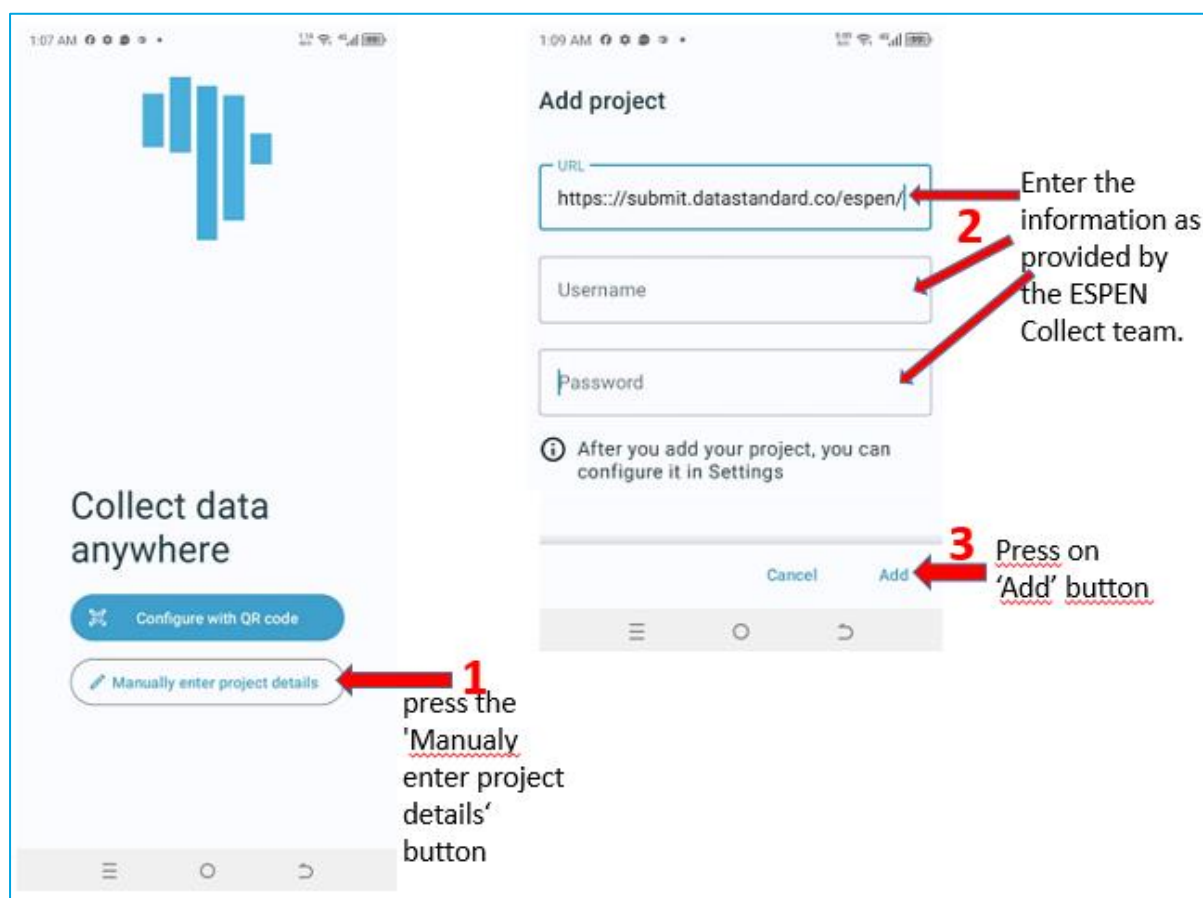 1:07 AM
Collect data
anywhere
Configure with QR code
Manually enter project details
1
press the
'Manualy
enter project
details‘
button
1:09 AM
Add project
URL
https:://submit.datastandard.co/espen/
Username
Password
After you add your project, you can
configure it in Settings
Cancel Add
2
Enter the
information as
provided by
the ESPEN
Collect team.
3
Press on
‘Add’ button